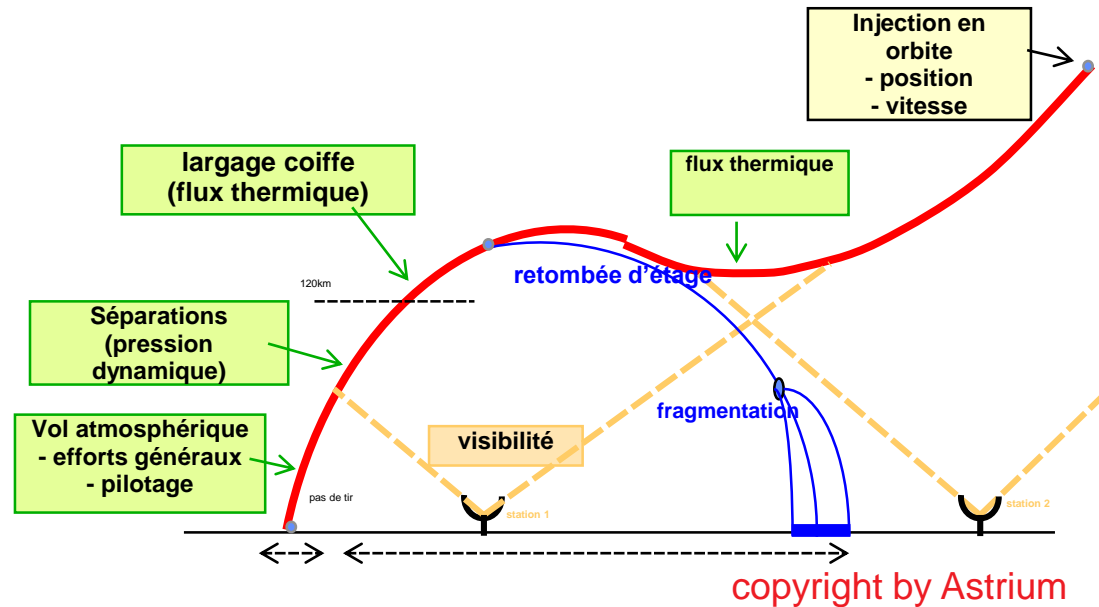 Injection en
orbite
- position
- vitesse
largage coiffe
(flux thermique)
flux thermique
retombée d’étage
120km
Séparations
(pression
dynamique)
fragmentation
Vol atmosphérique
- efforts généraux
- pilotage
visibilité
pas de tir
station 1
station 2
copyright by Astrium